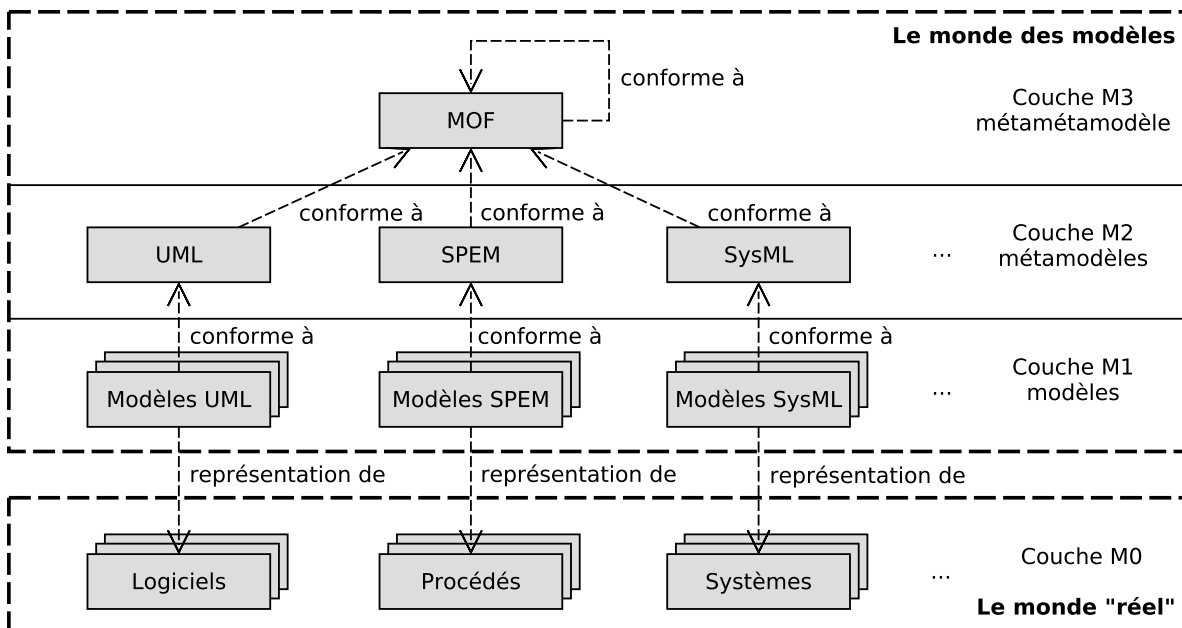 Le monde des modèles
conforme à
MOF
Couche M3
métamétamodèle
conforme à
conforme à
conforme à
UML
SPEM
SysML
...
Couche M2
métamodèles
conforme à
conforme à
conforme à
Modèles UML
Modèles SPEM
Modèles SysML
...
Couche M1
modèles
représentation de
représentation de
représentation de
Logiciels
Procédés
Systèmes
...
Couche M0
Le monde "réel"